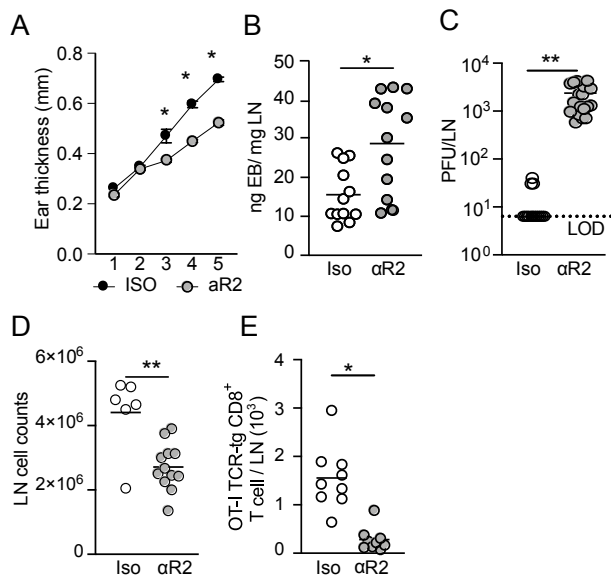 A
Ear thickness (mm)
0.8
0.6
0.4
0.2
0.0
* * *
1 2 3 4 5
ISO aR2
B
ng EB/ mg LN
50
40
30
20
10
0
*
Iso αR2
C
PFU/LN
10⁴
10³
10²
10¹
10⁰
**
LOD
Iso αR2
D
LN cell counts
6×10⁶
4×10⁶
2×10⁶
0
**
Iso αR2
E
OT-I TCR-tg CD8⁺
T cell / LN (10³)
4
3
2
1
0
*
Iso αR2